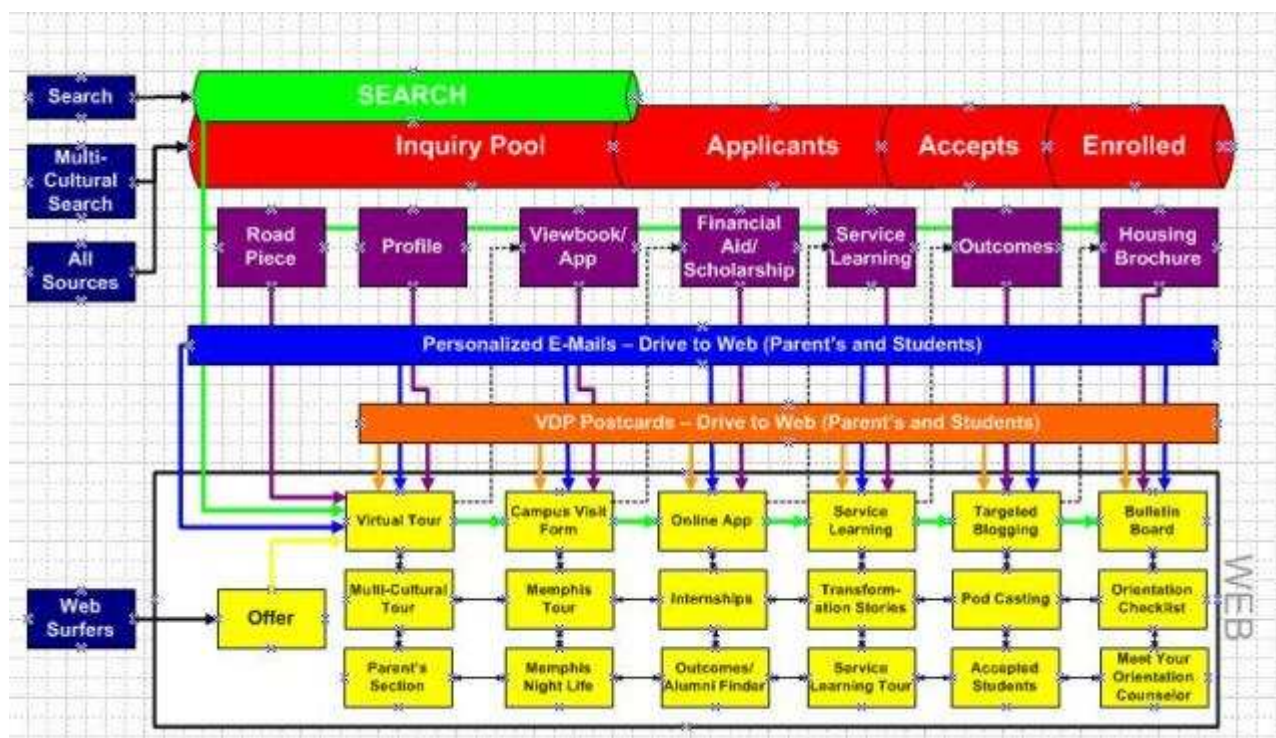 Search
SEARCH
Inquiry Pool
Applicants
Accepts
Enrolled
Multi-
Cultural
Search
All
Sources
Road
Piece
Profile
Viewbook/
App
Financial
Aid/
Scholarship
Service
Learning
Outcomes
Housing
Brochure
Personalized E-Mails – Drive to Web (Parent's and Students)
VDP Postcards – Drive to Web (Parent's and Students)
Virtual Tour
Campus Visit
Form
Online App
Service
Learning
Targeted
Blogging
Bulletin
Board
Web
Surfers
Offer
Multi-Cultural
Tour
Memphis
Tour
Internships
Transform-
ation Stories
Pod Casting
Orientation
Checklist
Parent's
Section
Memphis
Night Life
Outcomes/
Alumni Finder
Service
Learning Tour
Accepted
Students
Meet Your
Orientation
Counselor
WEB